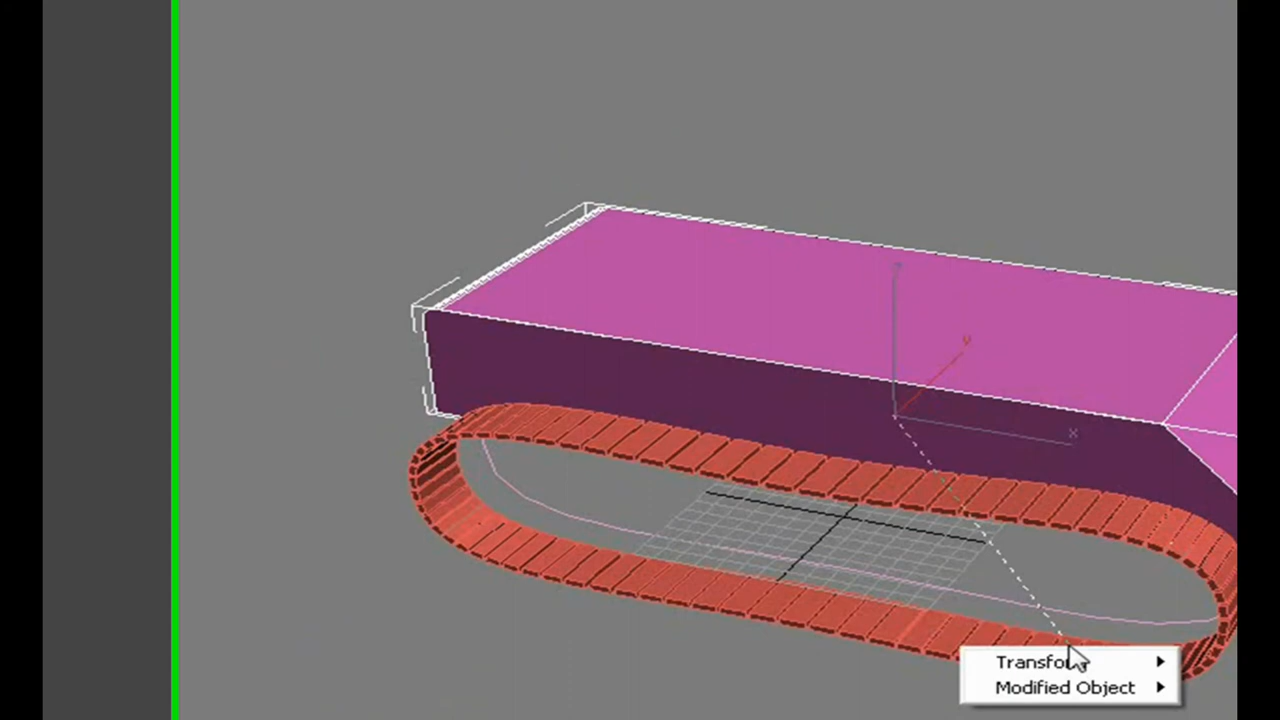 y
x
Transform
Modified Object